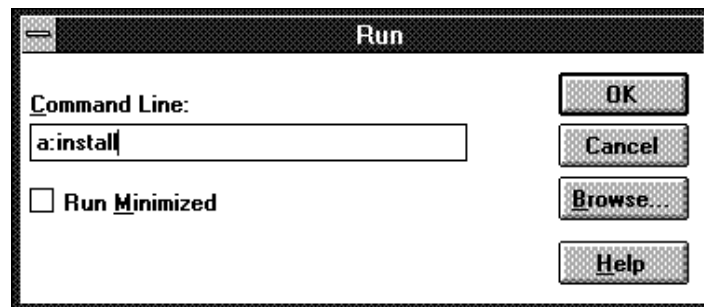 Run
Command Line:
a:install
Run Minimized
OK
Cancel
Browse...
Help